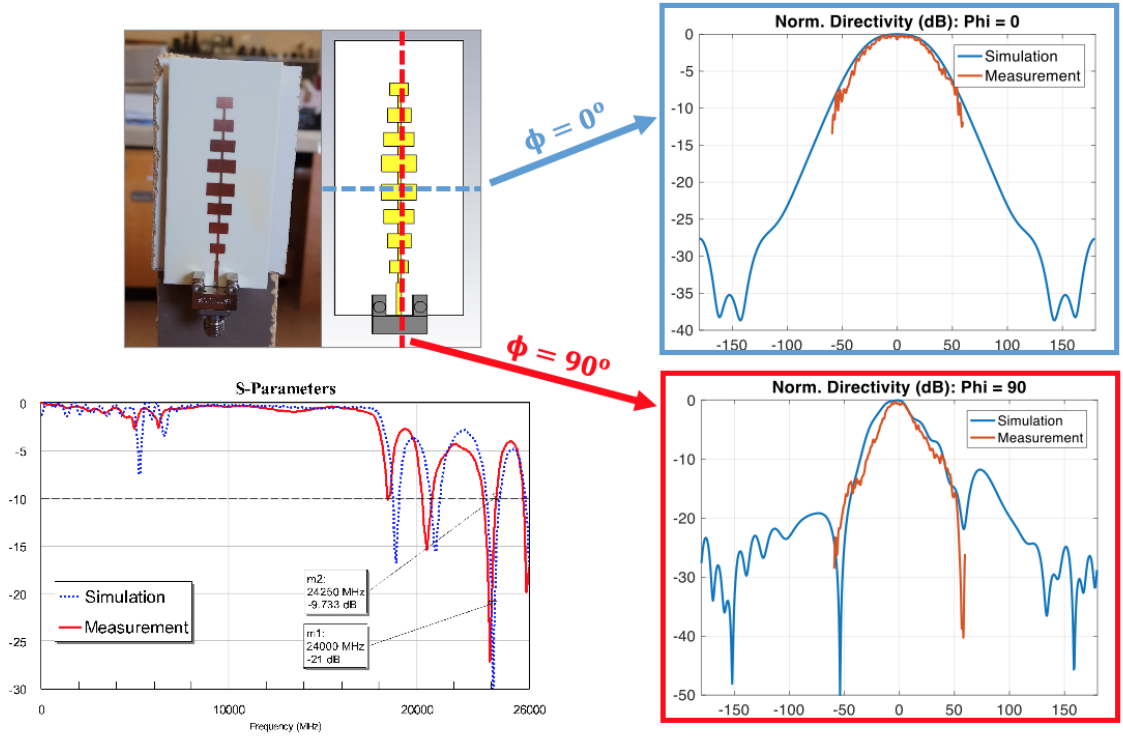 Norm. Directivity (dB): Phi = 0
0
-5
-10
-15
-20
-25
-30
-35
-40
-150
-100
-50
0
50
100
150
Simulation
Measurement
ϕ = 0º
ϕ = 90º
S-Parameters
0
-5
-10
-15
-20
-25
-30
0
10000
20000
26000
Frequency (MHz)
Simulation
Measurement
m2:
24250 MHz
-9.733 dB
m1:
24000 MHz
-21 dB
Norm. Directivity (dB): Phi = 90
0
-10
-20
-30
-40
-50
-150
-100
-50
0
50
100
150
Simulation
Measurement